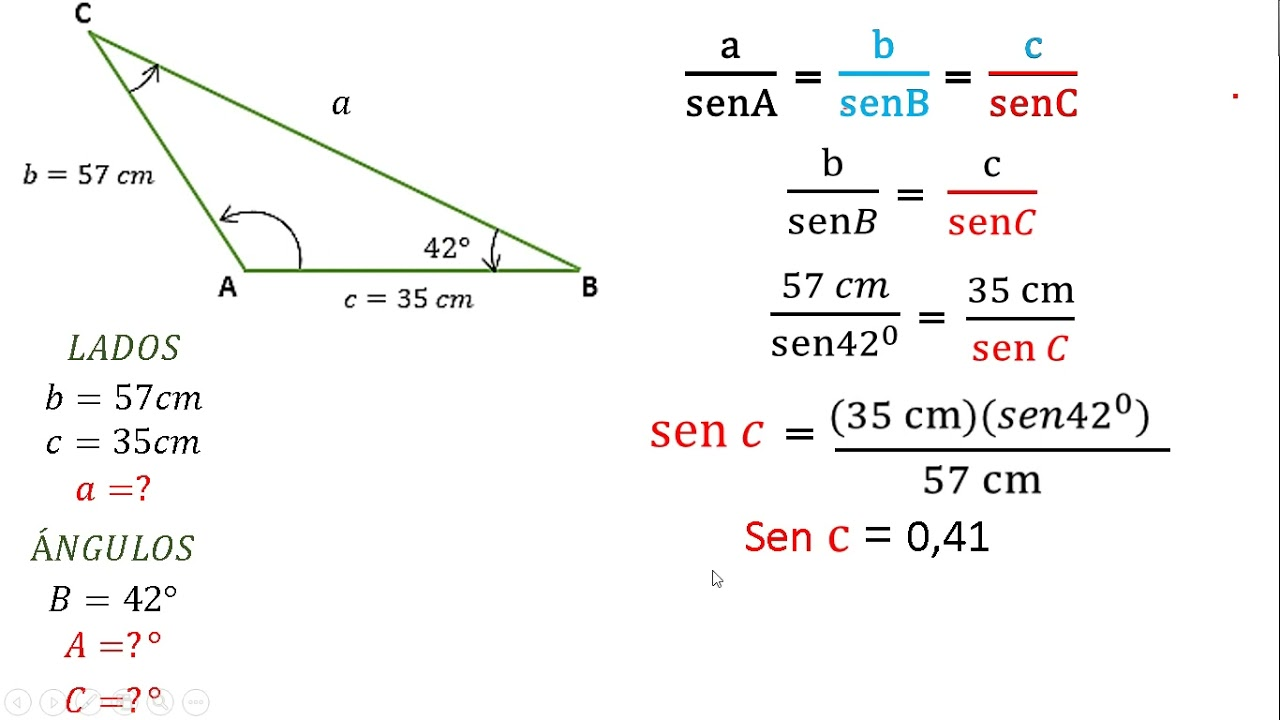 C
a
b = 57 cm
42°
A
B
c = 35 cm
LADOS
b = 57cm
c = 35cm
a =?
ÁNGULOS
B = 42°
A =?°
C =?°
a/senA = b/senB = c/senC
b/senB = c/senC
57 cm/sen42⁰ = 35 cm/sen C
sen c = (35 cm)(sen42⁰)/57 cm
Sen c = 0,41